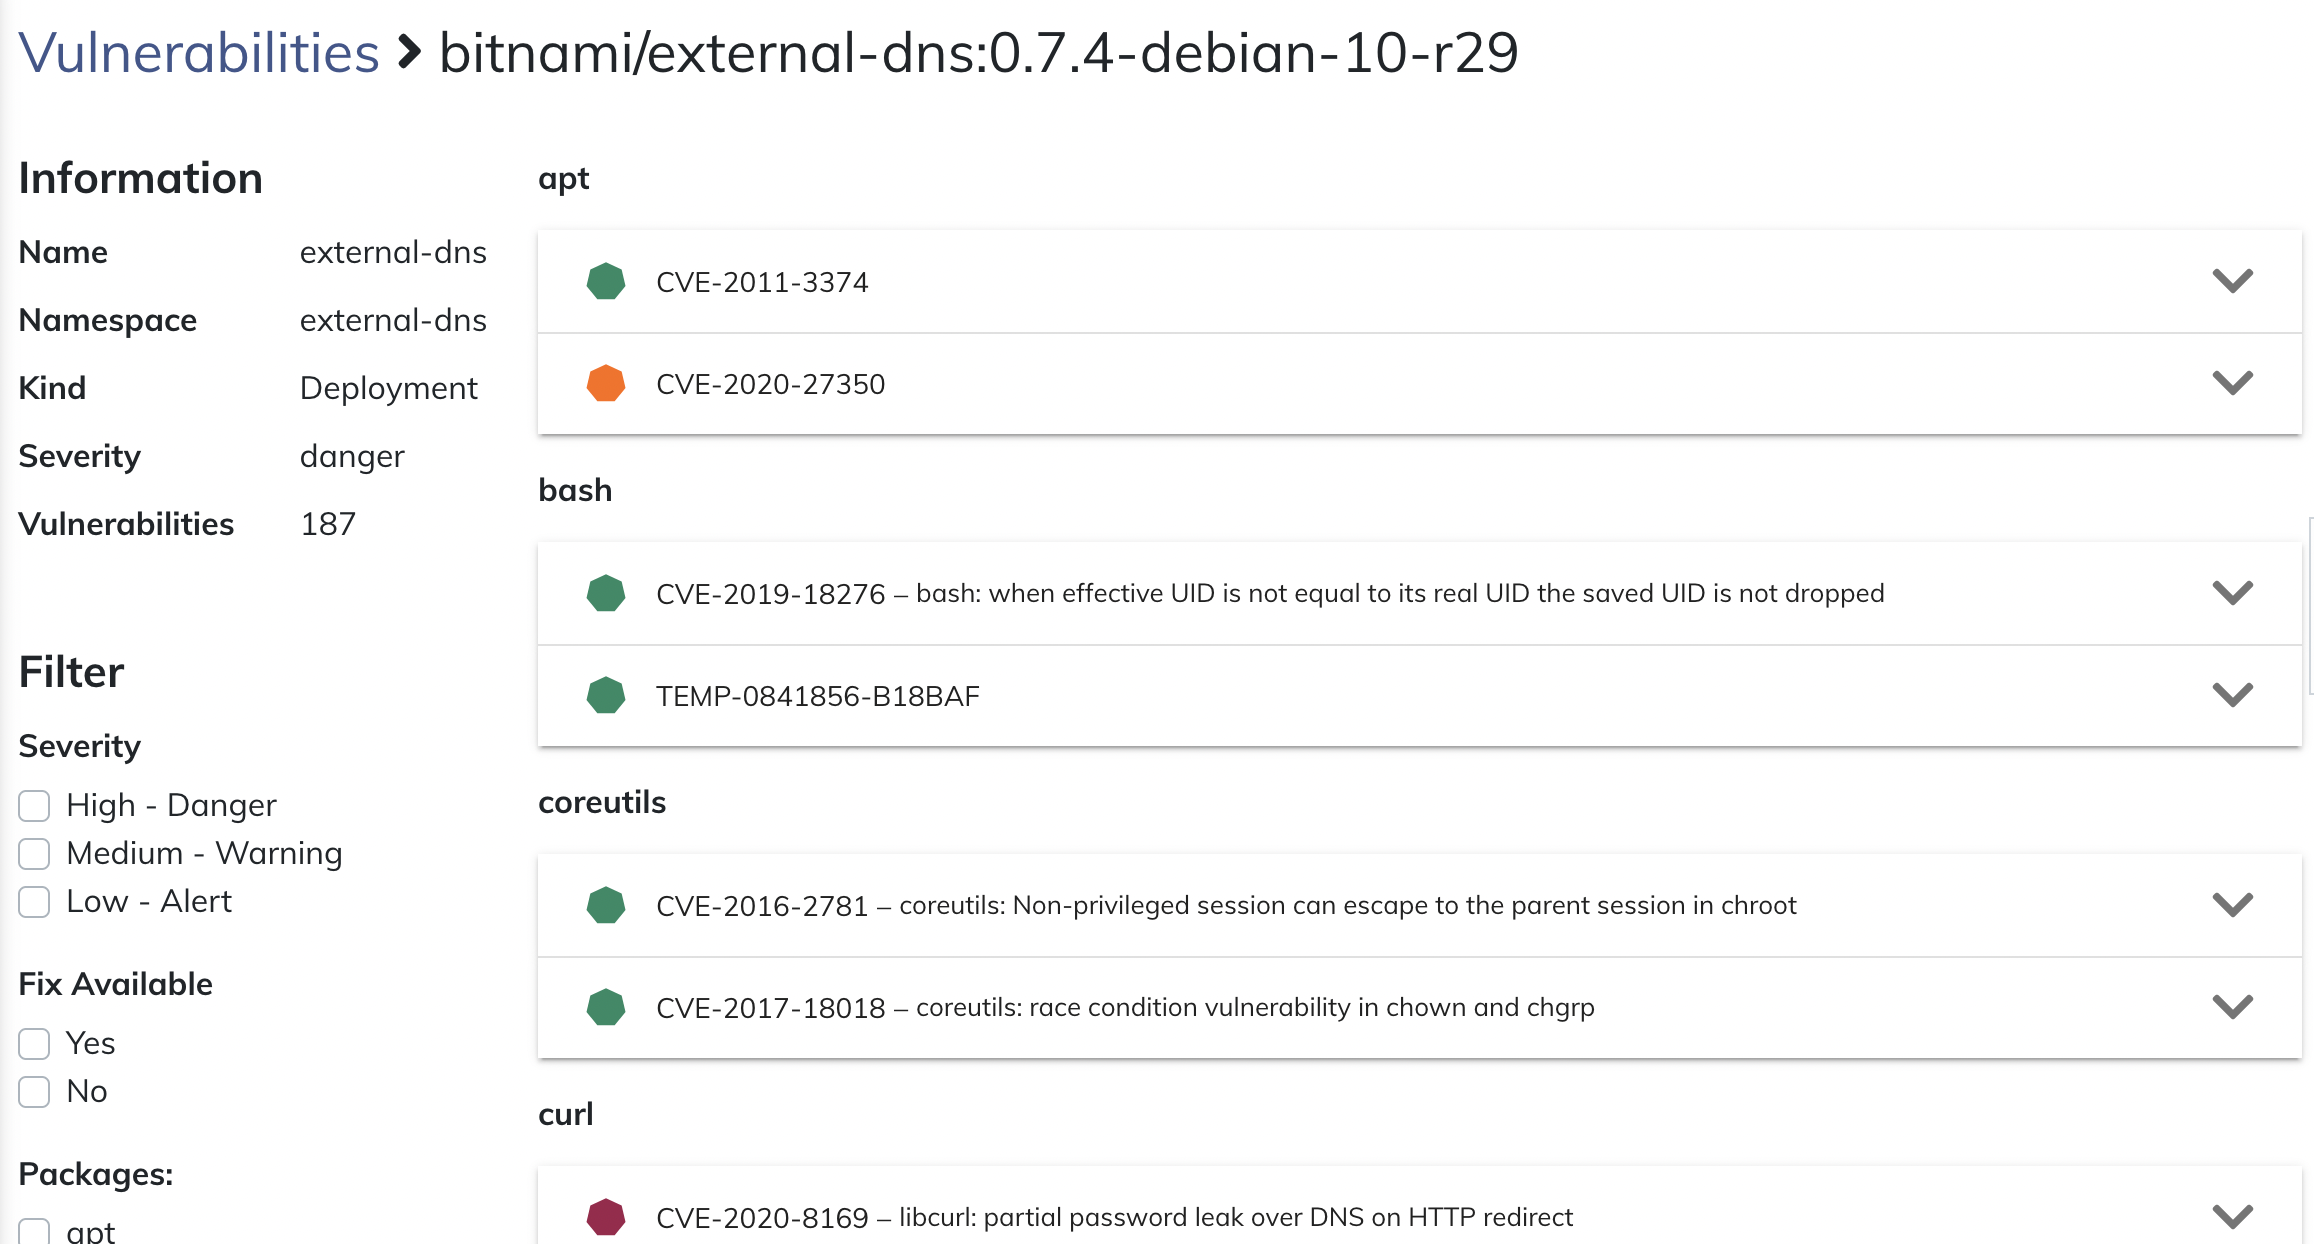 Vulnerabilities > bitnami/external-dns:0.7.4-debian-10-r29
Information
Name external-dns
Namespace external-dns
Kind Deployment
Severity danger
Vulnerabilities 187
Filter
Severity
High - Danger
Medium - Warning
Low - Alert
Fix Available
Yes
No
Packages:
apt
apt
CVE-2011-3374
CVE-2020-27350
bash
CVE-2019-18276 – bash: when effective UID is not equal to its real UID the saved UID is not dropped
TEMP-0841856-B18BAF
coreutils
CVE-2016-2781 – coreutils: Non-privileged session can escape to the parent session in chroot
CVE-2017-18018 – coreutils: race condition vulnerability in chown and chgrp
curl
CVE-2020-8169 – libcurl: partial password leak over DNS on HTTP redirect